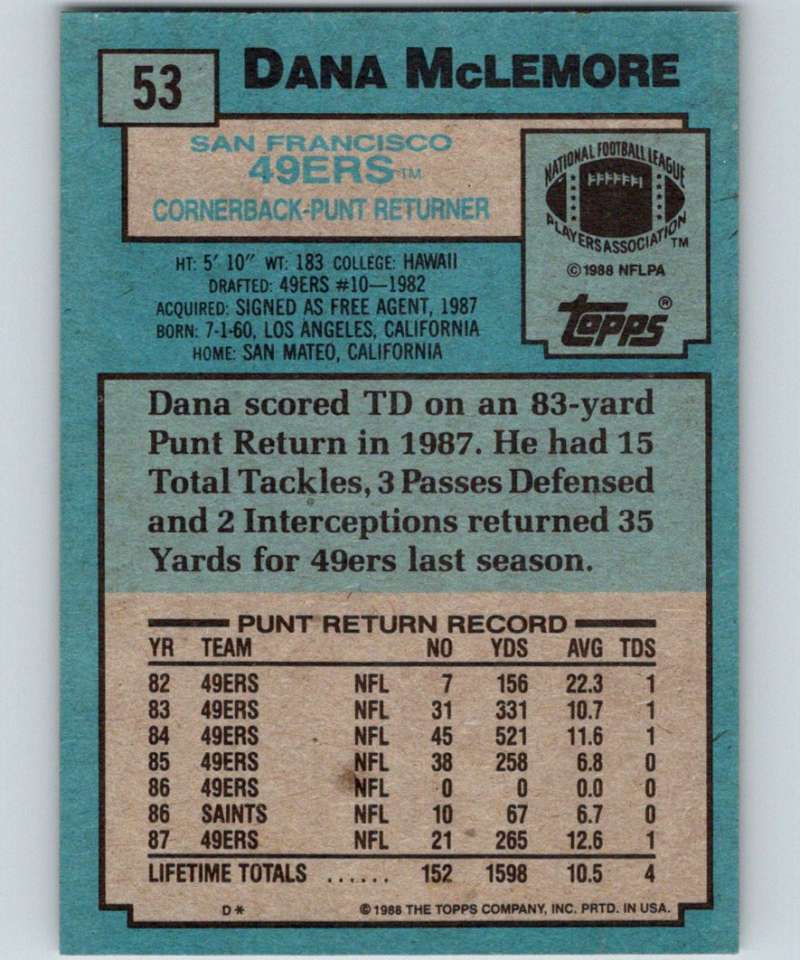 53
DANA McLEMORE
SAN FRANCISCO
49ERS™
CORNERBACK-PUNT RETURNER
NATIONAL FOOTBALL LEAGUE
PLAYERS ASSOCIATION™
©1988 NFLPA
topps®
HT: 5' 10" WT: 183 COLLEGE: HAWAII
DRAFTED: 49ERS #10—1982
ACQUIRED: SIGNED AS FREE AGENT, 1987
BORN: 7-1-60, LOS ANGELES, CALIFORNIA
HOME: SAN MATEO, CALIFORNIA
Dana scored TD on an 83-yard
Punt Return in 1987. He had 15
Total Tackles, 3 Passes Defensed
and 2 Interceptions returned 35
Yards for 49ers last season.
PUNT RETURN RECORD
YR TEAM NO YDS AVG TDS
82 49ERS NFL 7 156 22.3 1
83 49ERS NFL 31 331 10.7 1
84 49ERS NFL 45 521 11.6 1
85 49ERS NFL 38 258 6.8 0
86 49ERS NFL 0 0 0.0 0
86 SAINTS NFL 10 67 6.7 0
87 49ERS NFL 21 265 12.6 1
LIFETIME TOTALS ...... 152 1598 10.5 4
D* ©1988 THE TOPPS COMPANY, INC. PRTD. IN USA.